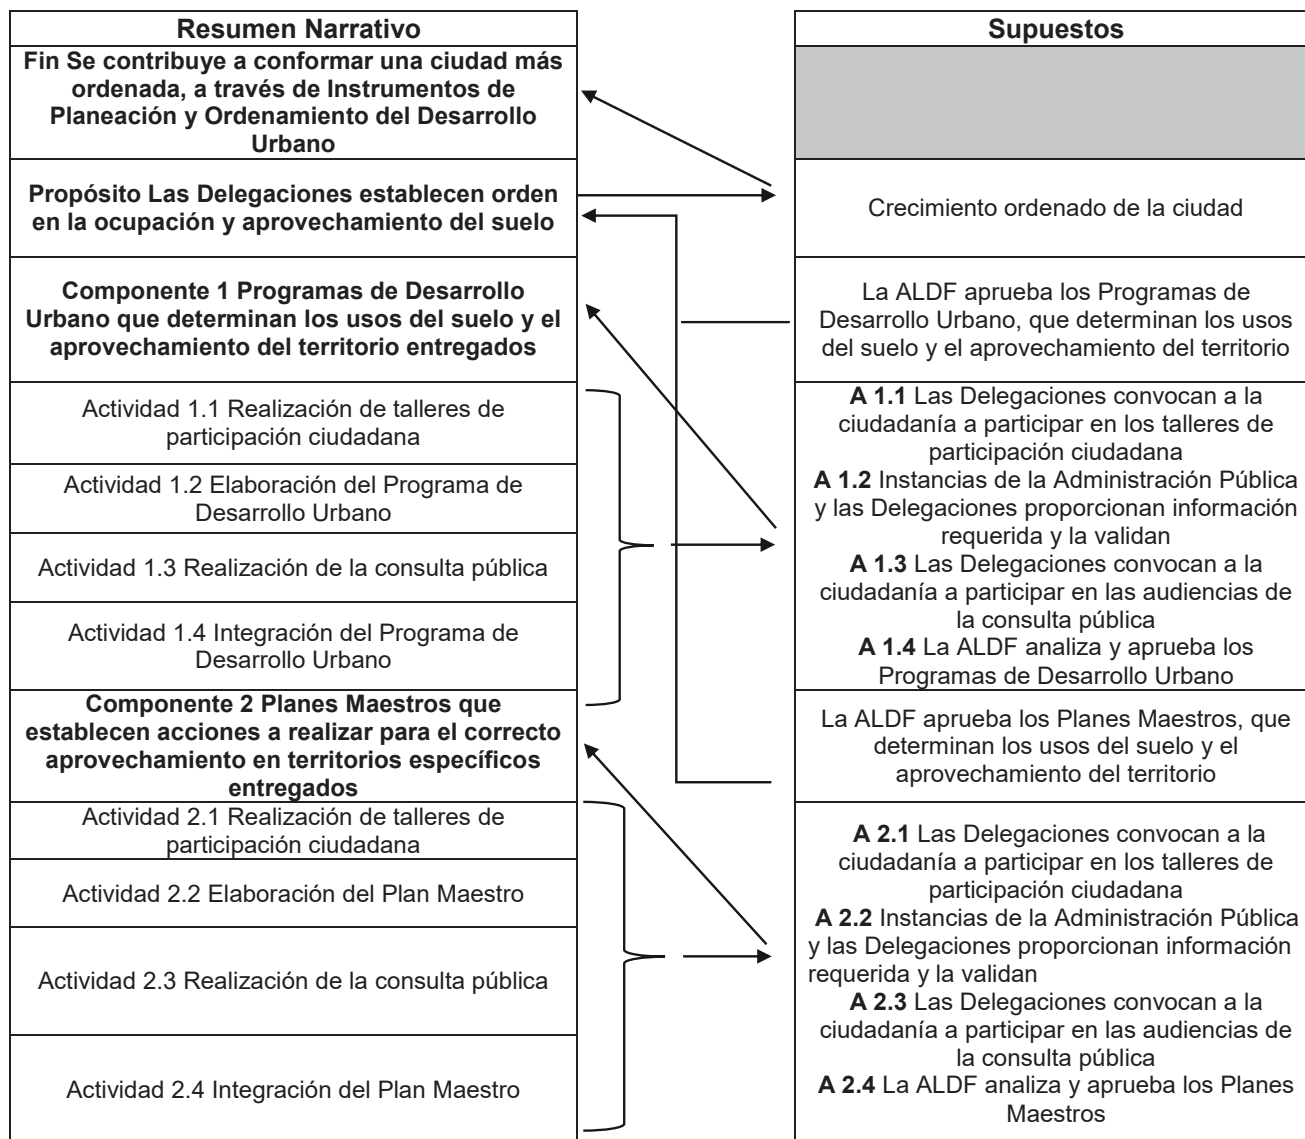 Resumen Narrativo
Fin Se contribuye a conformar una ciudad más
ordenada, a través de Instrumentos de
Planeación y Ordenamiento del Desarrollo
Urbano
Propósito Las Delegaciones establecen orden
en la ocupación y aprovechamiento del suelo
Componente 1 Programas de Desarrollo
Urbano que determinan los usos del suelo y el
aprovechamiento del territorio entregados
Actividad 1.1 Realización de talleres de
participación ciudadana
Actividad 1.2 Elaboración del Programa de
Desarrollo Urbano
Actividad 1.3 Realización de la consulta pública
Actividad 1.4 Integración del Programa de
Desarrollo Urbano
Componente 2 Planes Maestros que
establecen acciones a realizar para el correcto
aprovechamiento en territorios específicos
entregados
Actividad 2.1 Realización de talleres de
participación ciudadana
Actividad 2.2 Elaboración del Plan Maestro
Actividad 2.3 Realización de la consulta pública
Actividad 2.4 Integración del Plan Maestro
Supuestos
Crecimiento ordenado de la ciudad
La ALDF aprueba los Programas de
Desarrollo Urbano, que determinan los usos
del suelo y el aprovechamiento del territorio
A 1.1 Las Delegaciones convocan a la
ciudadanía a participar en los talleres de
participación ciudadana
A 1.2 Instancias de la Administración Pública
y las Delegaciones proporcionan información
requerida y la validan
A 1.3 Las Delegaciones convocan a la
ciudadanía a participar en las audiencias de
la consulta pública
A 1.4 La ALDF analiza y aprueba los
Programas de Desarrollo Urbano
La ALDF aprueba los Planes Maestros, que
determinan los usos del suelo y el
aprovechamiento del territorio
A 2.1 Las Delegaciones convocan a la
ciudadanía a participar en los talleres de
participación ciudadana
A 2.2 Instancias de la Administración Pública
y las Delegaciones proporcionan información
requerida y la validan
A 2.3 Las Delegaciones convocan a la
ciudadanía a participar en las audiencias de
la consulta pública
A 2.4 La ALDF analiza y aprueba los Planes
Maestros